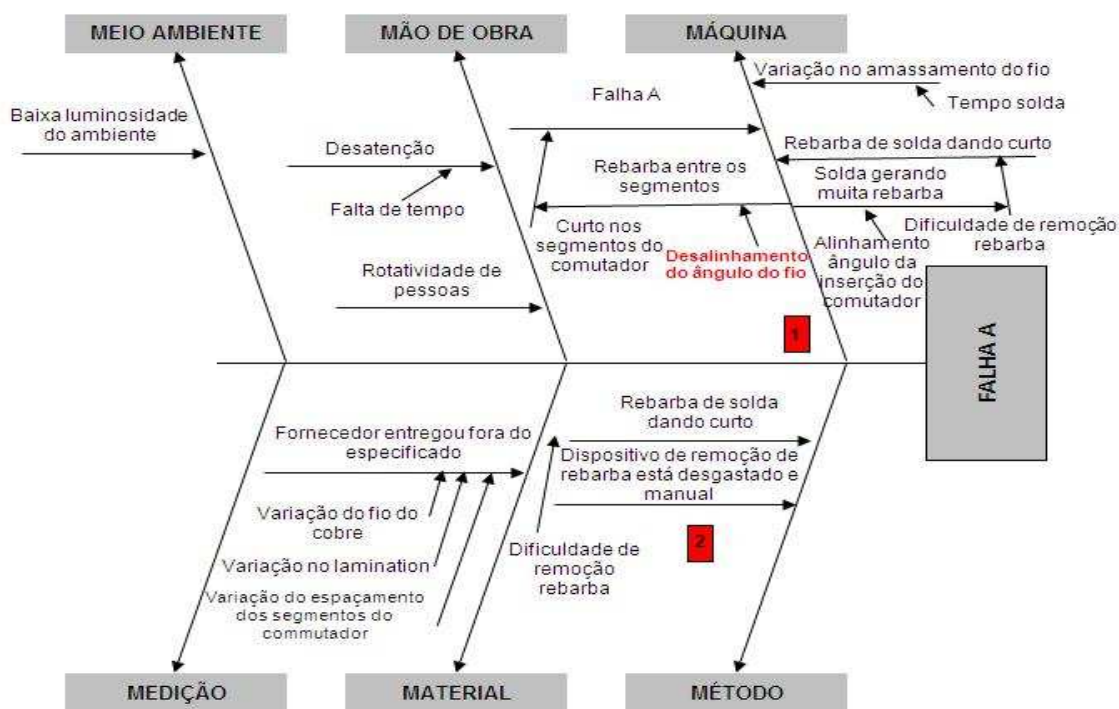 MEIO AMBIENTE
MÃO DE OBRA
MÁQUINA
Baixa luminosidade
do ambiente
Desatenção
Falta de tempo
Rotatividade de
pessoas
Falha A
Rebarba entre os
segmentos
Curto nos
segmentos do
comutador
Desalinhamento
do ângulo do fio
Variação no amassamento do fio
Tempo solda
Rebarba de solda dando curto
Solda gerando
muita rebarba
Dificuldade de remoção
rebarba
Alinhamento
ângulo da
inserção do
comutador
1
FALHA A
Fornecedor entregou fora do
especificado
Variação do fio do
cobre
Variação no lamination
Variação do espaçamento
dos segmentos do
commutador
Rebarba de solda
dando curto
Dispositivo de remoção de
rebarba está desgastado e
manual
Dificuldade de
remoção
rebarba
2
MEDIÇÃO
MATERIAL
MÉTODO